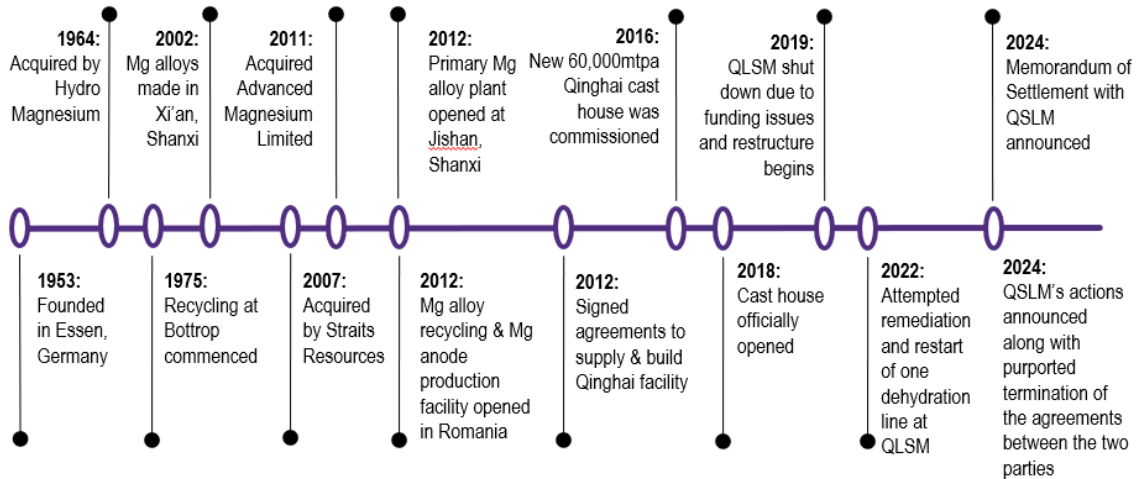 1964:
Acquired by
Hydro
Magnesium
2002:
Mg alloys
made in
Xi'an,
Shanxi
2011:
Acquired
Advanced
Magnesium
Limited
2012:
Primary Mg
alloy plant
opened at
Jishan,
Shanxi
2016:
New 60,000mtpa
Qinghai cast
house was
commissioned
2019:
QLSM shut
down due to
funding issues
and restructure
begins
2024:
Memorandum of
Settlement with
QSLM
announced
1953:
Founded
in Essen,
Germany
1975:
Recycling at
Bottrop
commenced
2007:
Acquired
by Straits
Resources
2012:
Mg alloy
recycling & Mg
anode
production
facility opened
in Romania
2012:
Signed
agreements to
supply & build
Qinghai facility
2018:
Cast house
officially
opened
2022:
Attempted
remediation
and restart
of one
dehydration
line at
QLSM
2024:
QSLM's actions
announced
along with
purported
termination of
the agreements
between the two
parties